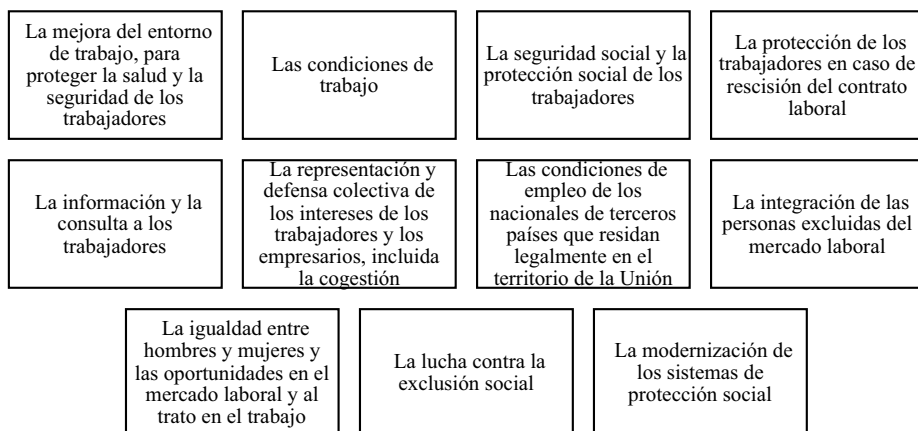 La mejora del entorno
de trabajo, para
proteger la salud y la
seguridad de los
trabajadores
Las condiciones de
trabajo
La seguridad social y la
protección social de los
trabajadores
La protección de los
trabajadores en caso de
rescisión del contrato
laboral
La información y la
consulta a los
trabajadores
La representación y
defensa colectiva de
los intereses de los
trabajadores y los
empresarios, incluida
la cogestión
Las condiciones de
empleo de los
nacionales de terceros
países que residan
legalmente en el
territorio de la Unión
La integración de las
personas excluidas del
mercado laboral
La igualdad entre
hombres y mujeres y
las oportunidades en el
mercado laboral y al
trato en el trabajo
La lucha contra la
exclusión social
La modernización de
los sistemas de
protección social